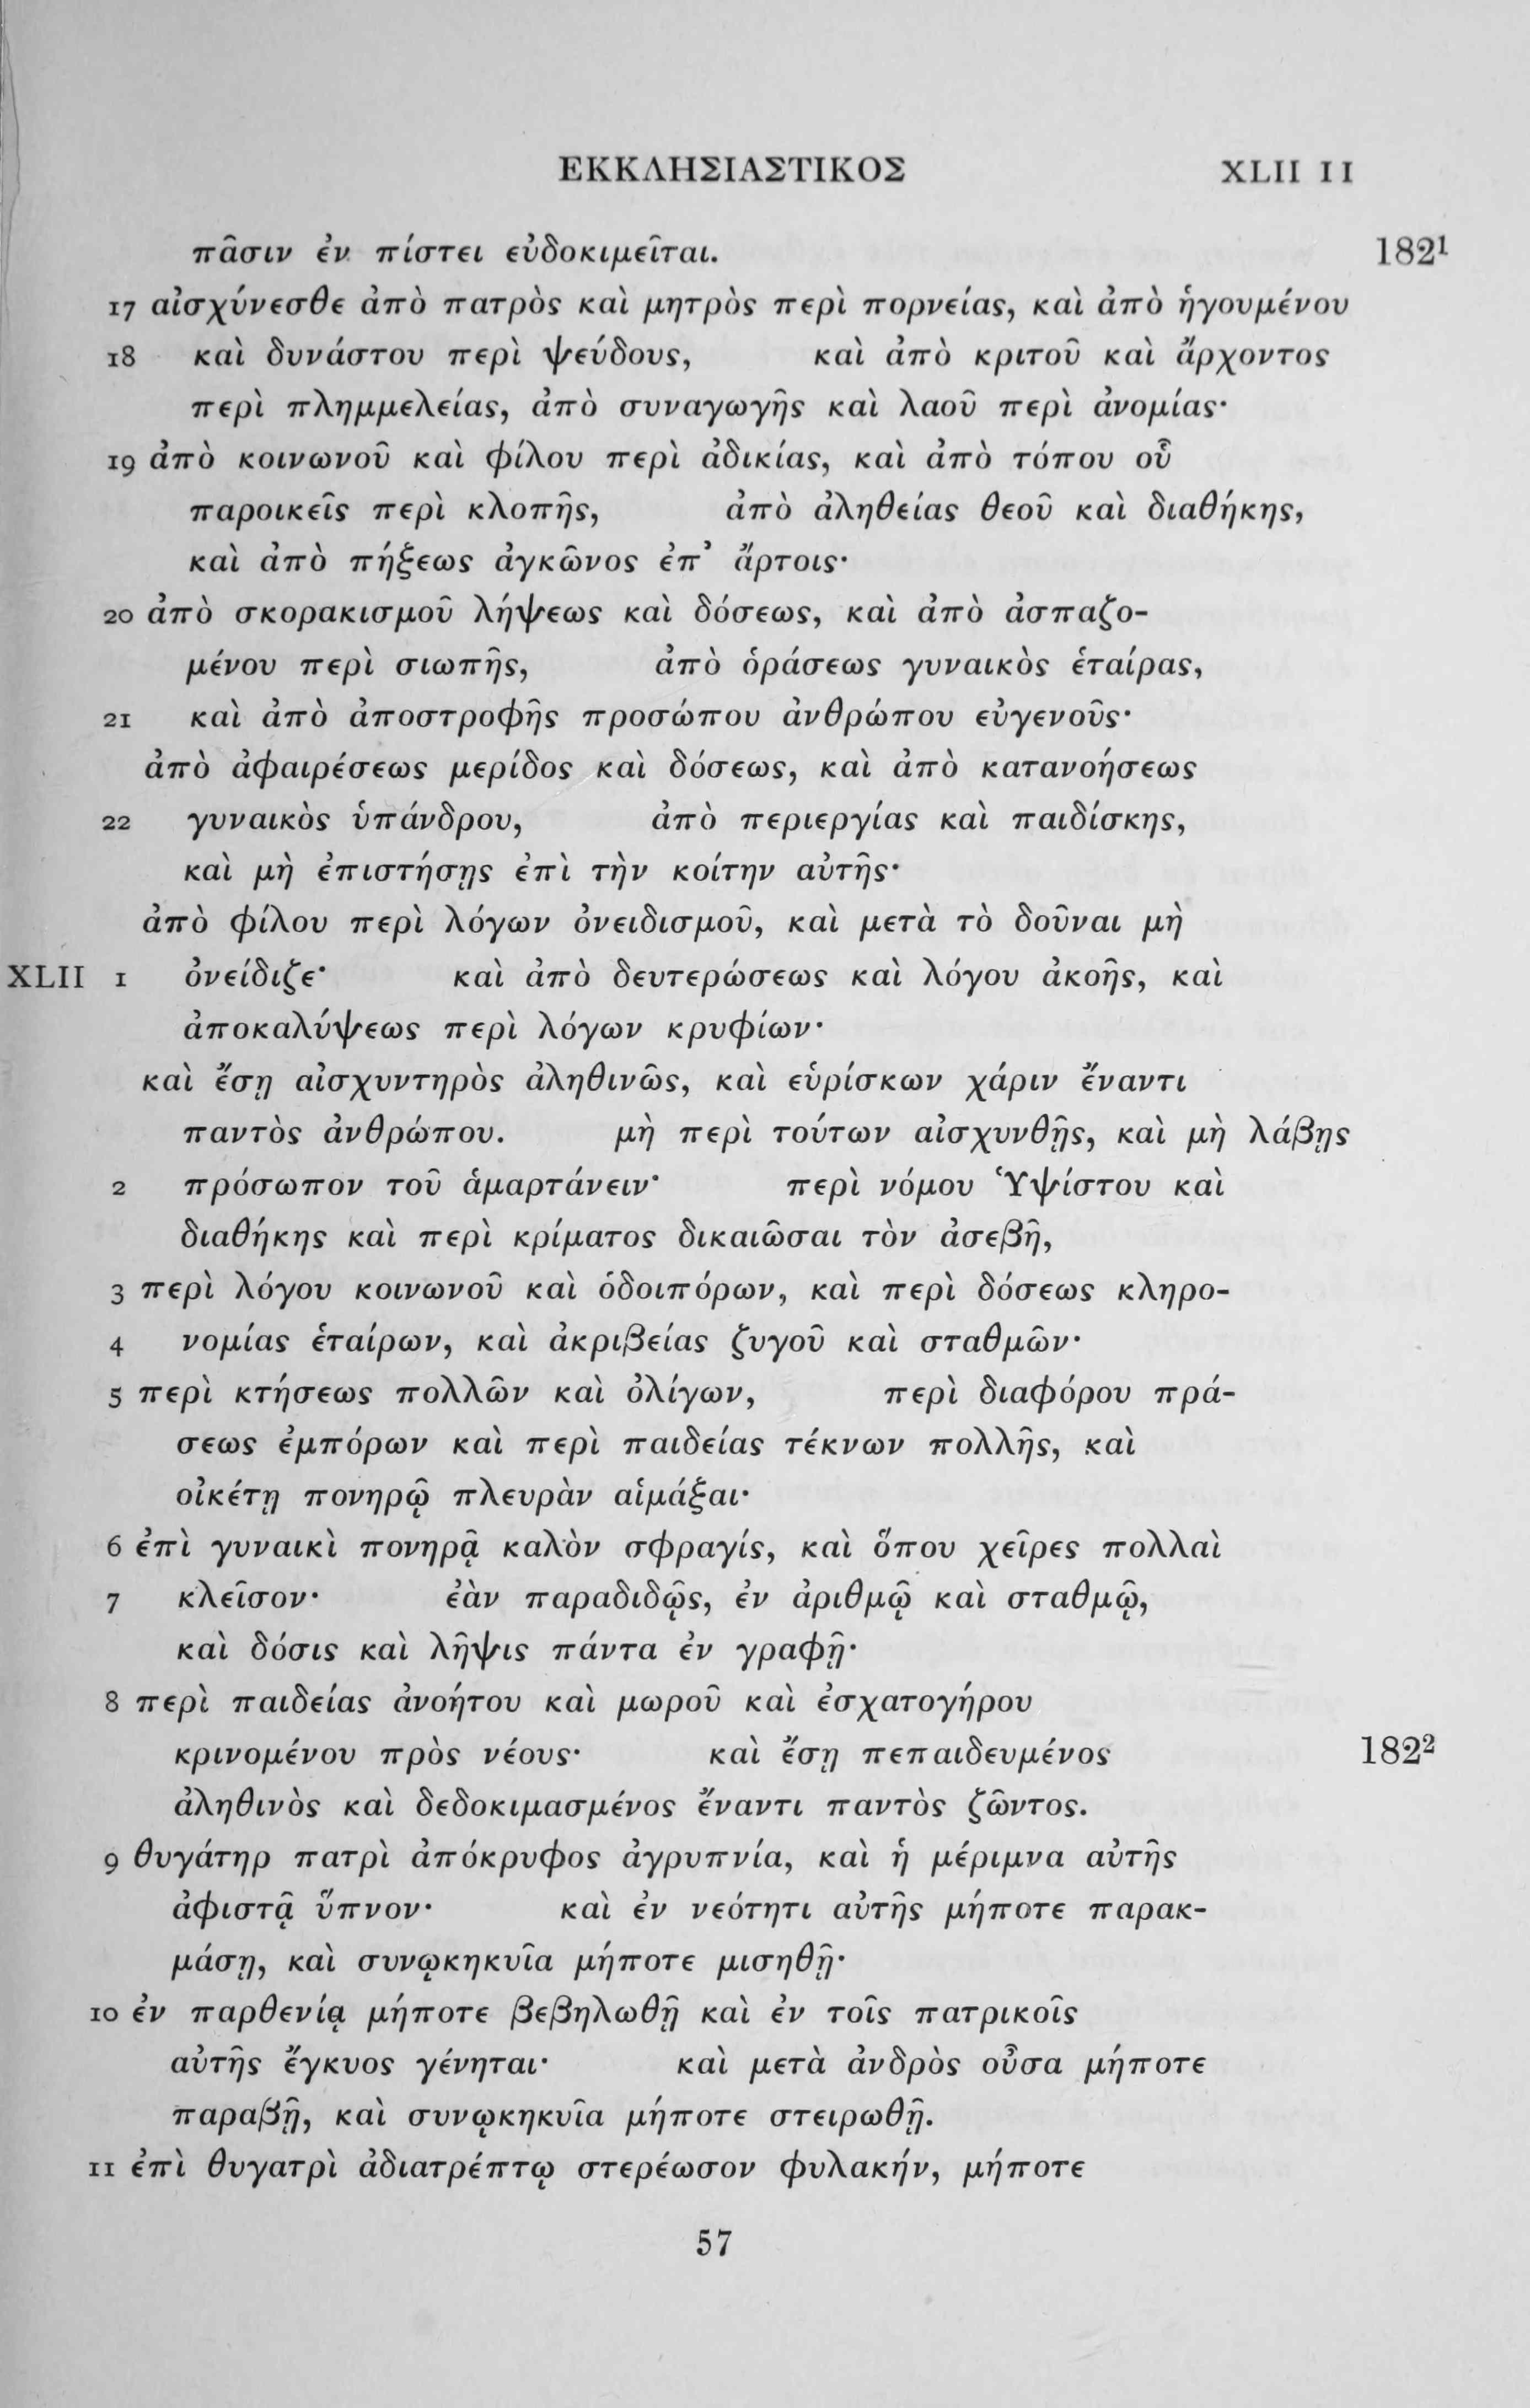 ΕΚΚΛΗΣΙΑΣΤΙΚΟΣ XLII 11
πᾶσιν ἐν πίστει εὐδοκιμεῖται. 182¹
17 αἰσχύνεσθε ἀπὸ πατρὸς καὶ μητρὸς περὶ πορνείας, καὶ ἀπὸ ἡγουμένου
18 καὶ δυνάστου περὶ ψεύδους, καὶ ἀπὸ κριτοῦ καὶ ἄρχοντος
περὶ πλημμελείας, ἀπὸ συναγωγῆς καὶ λαοῦ περὶ ἀνομίας·
19 ἀπὸ κοινωνοῦ καὶ φίλου περὶ ἀδικίας, καὶ ἀπὸ τόπου οὗ
παροικεῖς περὶ κλοπῆς, ἀπὸ ἀληθείας θεοῦ καὶ διαθήκης,
καὶ ἀπὸ πήξεως ἀγκῶνος ἐπ’ ἄρτοις·
20 ἀπὸ σκορακισμοῦ λήψεως καὶ δόσεως, καὶ ἀπὸ ἀσπαζο-
μένου περὶ σιωπῆς, ἀπὸ ὁράσεως γυναικὸς ἑταίρας,
21 καὶ ἀπὸ ἀποστροφῆς προσώπου ἀνθρώπου εὐγενοῦς·
ἀπὸ ἀφαιρέσεως μερίδος καὶ δόσεως, καὶ ἀπὸ κατανοήσεως
22 γυναικὸς ὑπάνδρου, ἀπὸ περιεργίας καὶ παιδίσκης,
καὶ μὴ ἐπιστήσῃς ἐπὶ τὴν κοίτην αὐτῆς·
ἀπὸ φίλου περὶ λόγων ὀνειδισμοῦ, καὶ μετὰ τὸ δοῦναι μὴ
XLII 1 ὀνείδιζε· καὶ ἀπὸ δευτερώσεως καὶ λόγου ἀκοῆς, καὶ
ἀποκαλύψεως περὶ λόγων κρυφίων·
καὶ ἔσῃ αἰσχυντηρὸς ἀληθινῶς, καὶ εὑρίσκων χάριν ἔναντι
παντὸς ἀνθρώπου. μὴ περὶ τούτων αἰσχυνθῇς, καὶ μὴ λάβῃς
2 πρόσωπον τοῦ ἁμαρτάνειν· περὶ νόμου Ὑψίστου καὶ
διαθήκης καὶ περὶ κρίματος δικαιῶσαι τὸν ἀσεβῆ,
3 περὶ λόγου κοινωνοῦ καὶ ὁδοιπόρων, καὶ περὶ δόσεως κληρο-
4 νομίας ἑταίρων, καὶ ἀκριβείας ζυγοῦ καὶ σταθμῶν·
5 περὶ κτήσεως πολλῶν καὶ ὀλίγων, περὶ διαφόρου πρά-
σεως ἐμπόρων καὶ περὶ παιδείας τέκνων πολλῆς, καὶ
οἰκέτῃ πονηρῷ πλευρὰν αἱμάξαι·
6 ἐπὶ γυναικὶ πονηρᾷ καλὸν σφραγίς, καὶ ὅπου χεῖρες πολλαὶ
7 κλεῖσον· ἐὰν παραδιδῷς, ἐν ἀριθμῷ καὶ σταθμῷ,
καὶ δόσις καὶ λῆψις πάντα ἐν γραφῇ·
8 περὶ παιδείας ἀνοήτου καὶ μωροῦ καὶ ἐσχατογήρου
κρινομένου πρὸς νέους· καὶ ἔσῃ πεπαιδευμένος 182²
ἀληθινὸς καὶ δεδοκιμασμένος ἔναντι παντὸς ζῶντος.
9 θυγάτηρ πατρὶ ἀπόκρυφος ἀγρυπνία, καὶ ἡ μέριμνα αὐτῆς
ἀφιστᾷ ὕπνον· καὶ ἐν νεότητι αὐτῆς μήποτε παρακ-
μάσῃ, καὶ συνῳκηκυῖα μήποτε μισηθῇ·
10 ἐν παρθενίᾳ μήποτε βεβηλωθῇ καὶ ἐν τοῖς πατρικοῖς
αὐτῆς ἔγκυος γένηται· καὶ μετὰ ἀνδρὸς οὖσα μήποτε
παραβῇ, καὶ συνῳκηκυῖα μήποτε στειρωθῇ.
11 ἐπὶ θυγατρὶ ἀδιατρέπτῳ στερέωσον φυλακήν, μήποτε
57